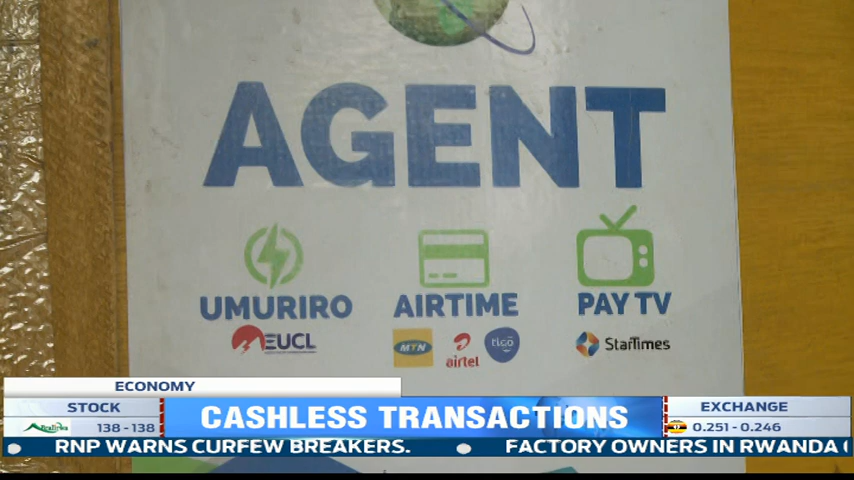 AGENT
UMURIRO AIRTIME PAY TV
EUCL MTN airtel tigo StarTimes
ECONOMY
STOCK CASHLESS TRANSACTIONS EXCHANGE
138 - 138 0.251 - 0.246
RNP WARNS CURFEW BREAKERS. FACTORY OWNERS IN RWANDA